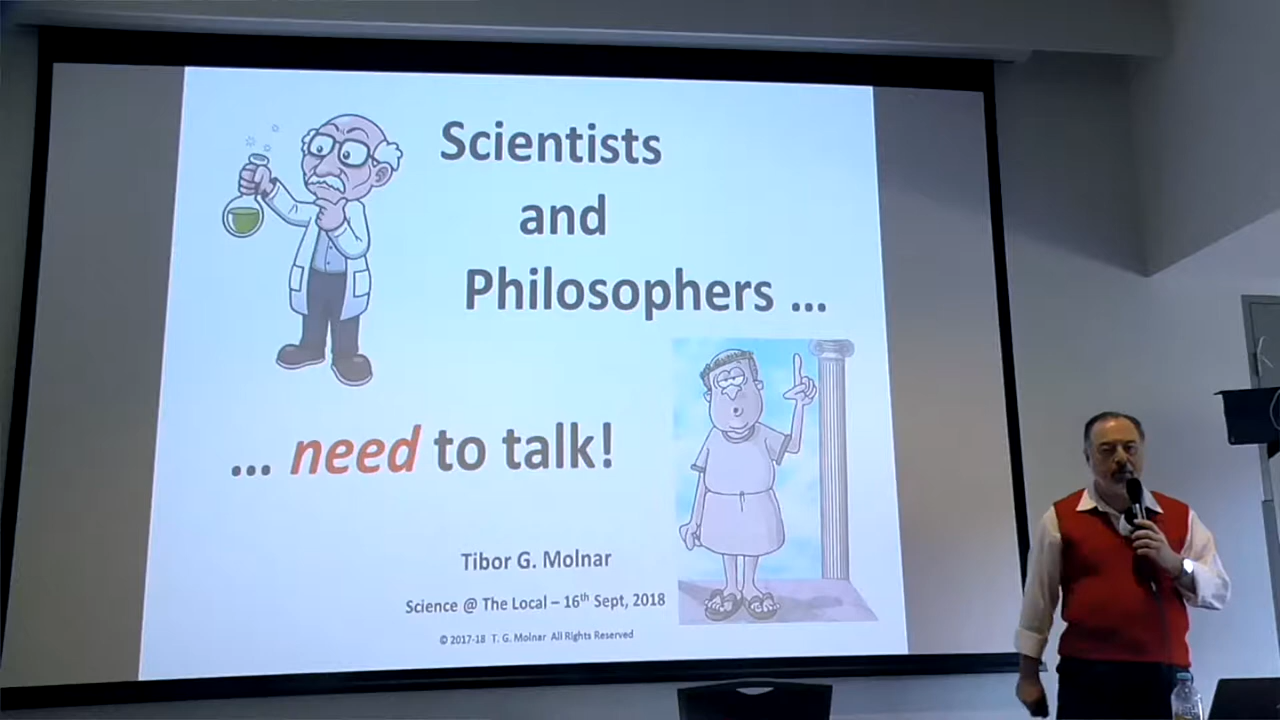 Scientists
and
Philosophers ...
... need to talk!
Tibor G. Molnar
Science @ The Local – 16th Sept, 2018
© 2017-18 T. G. Molnar All Rights Reserved